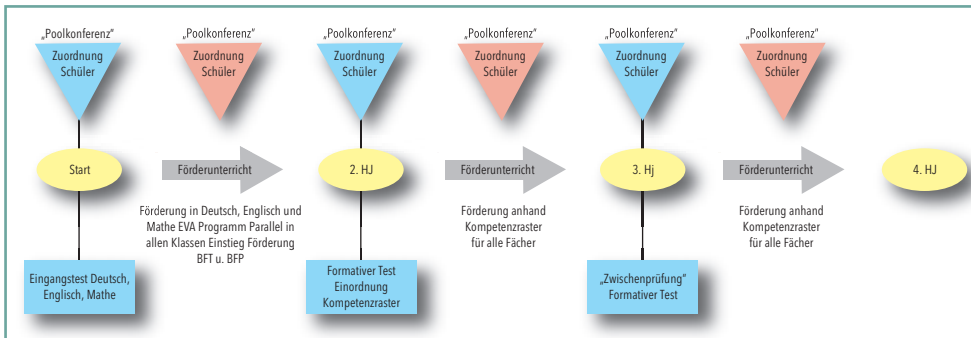 „Poolkonferenz“
„Poolkonferenz“
„Poolkonferenz“
„Poolkonferenz“
„Poolkonferenz“
„Poolkonferenz“
Zuordnung
Schüler
Zuordnung
Schüler
Zuordnung
Schüler
Zuordnung
Schüler
Zuordnung
Schüler
Zuordnung
Schüler
Start
Förderunterricht
2. HJ
Förderunterricht
3. Hj
Förderunterricht
4. HJ
Förderung in Deutsch, Englisch und
Mathe EVA Programm Parallel in
allen Klassen Einstieg Förderung
BFT u. BFP
Förderung anhand
Kompetenzraster
für alle Fächer
Förderung anhand
Kompetenzraster
für alle Fächer
Eingangstest Deutsch,
Englisch, Mathe
Formativer Test
Einordnung
Kompetenzraster
„Zwischenprüfung“
Formativer Test